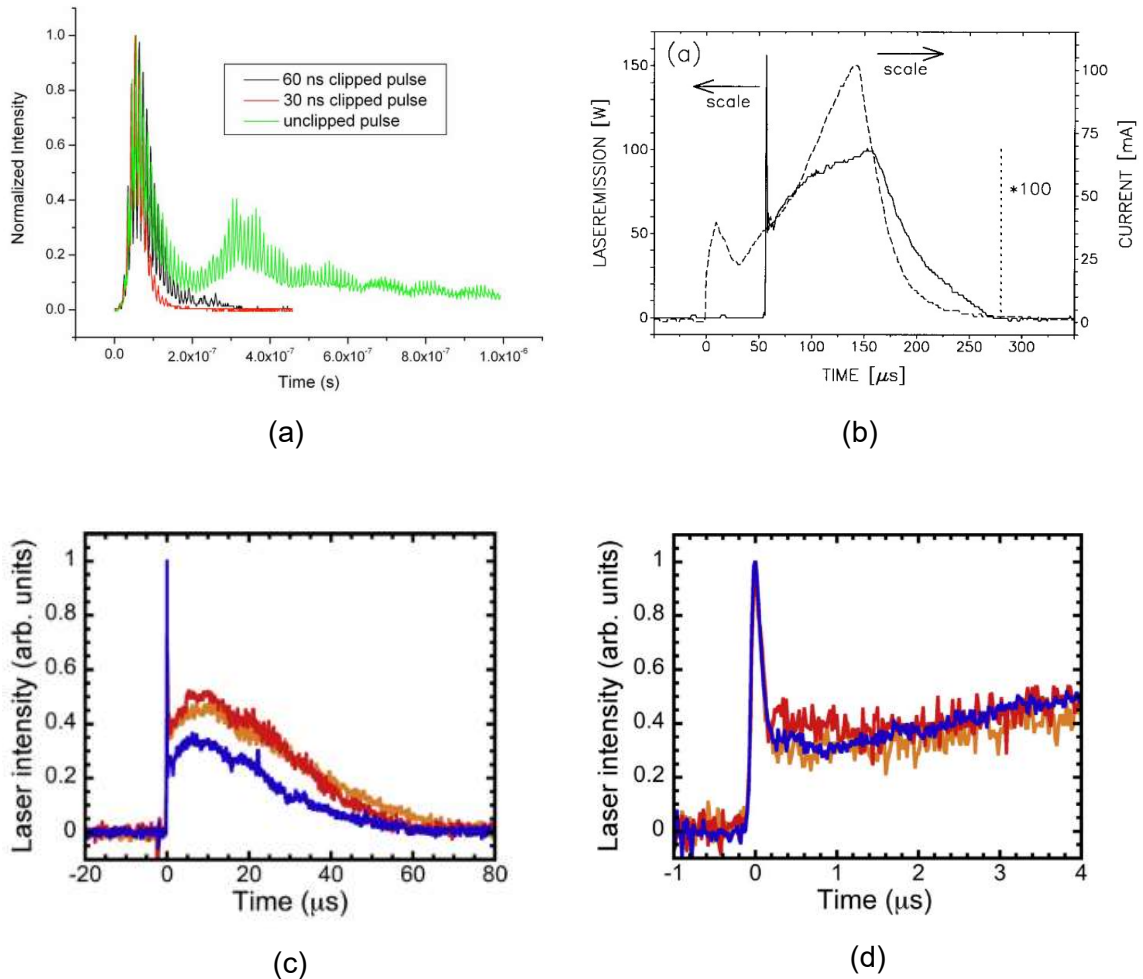 60 ns clipped pulse
30 ns clipped pulse
unclipped pulse
Normalized Intensity
1.0
0.8
0.6
0.4
0.2
0.0
0.0 2.0x10⁻⁷ 4.0x10⁻⁷ 6.0x10⁻⁷ 8.0x10⁻⁷ 1.0x10⁻⁶
Time (s)
(a)
(a)
scale
scale
*100
LASEREMISSION [W]
150
100
50
0
CURRENT [mA]
100
75
50
25
0
0 50 100 150 200 250 300
TIME [μs]
(b)
Laser intensity (arb. units)
1
0.8
0.6
0.4
0.2
0
-20 0 20 40 60 80
Time (μs)
(c)
Laser intensity (arb. units)
1
0.8
0.6
0.4
0.2
0
-1 0 1 2 3 4
Time (μs)
(d)